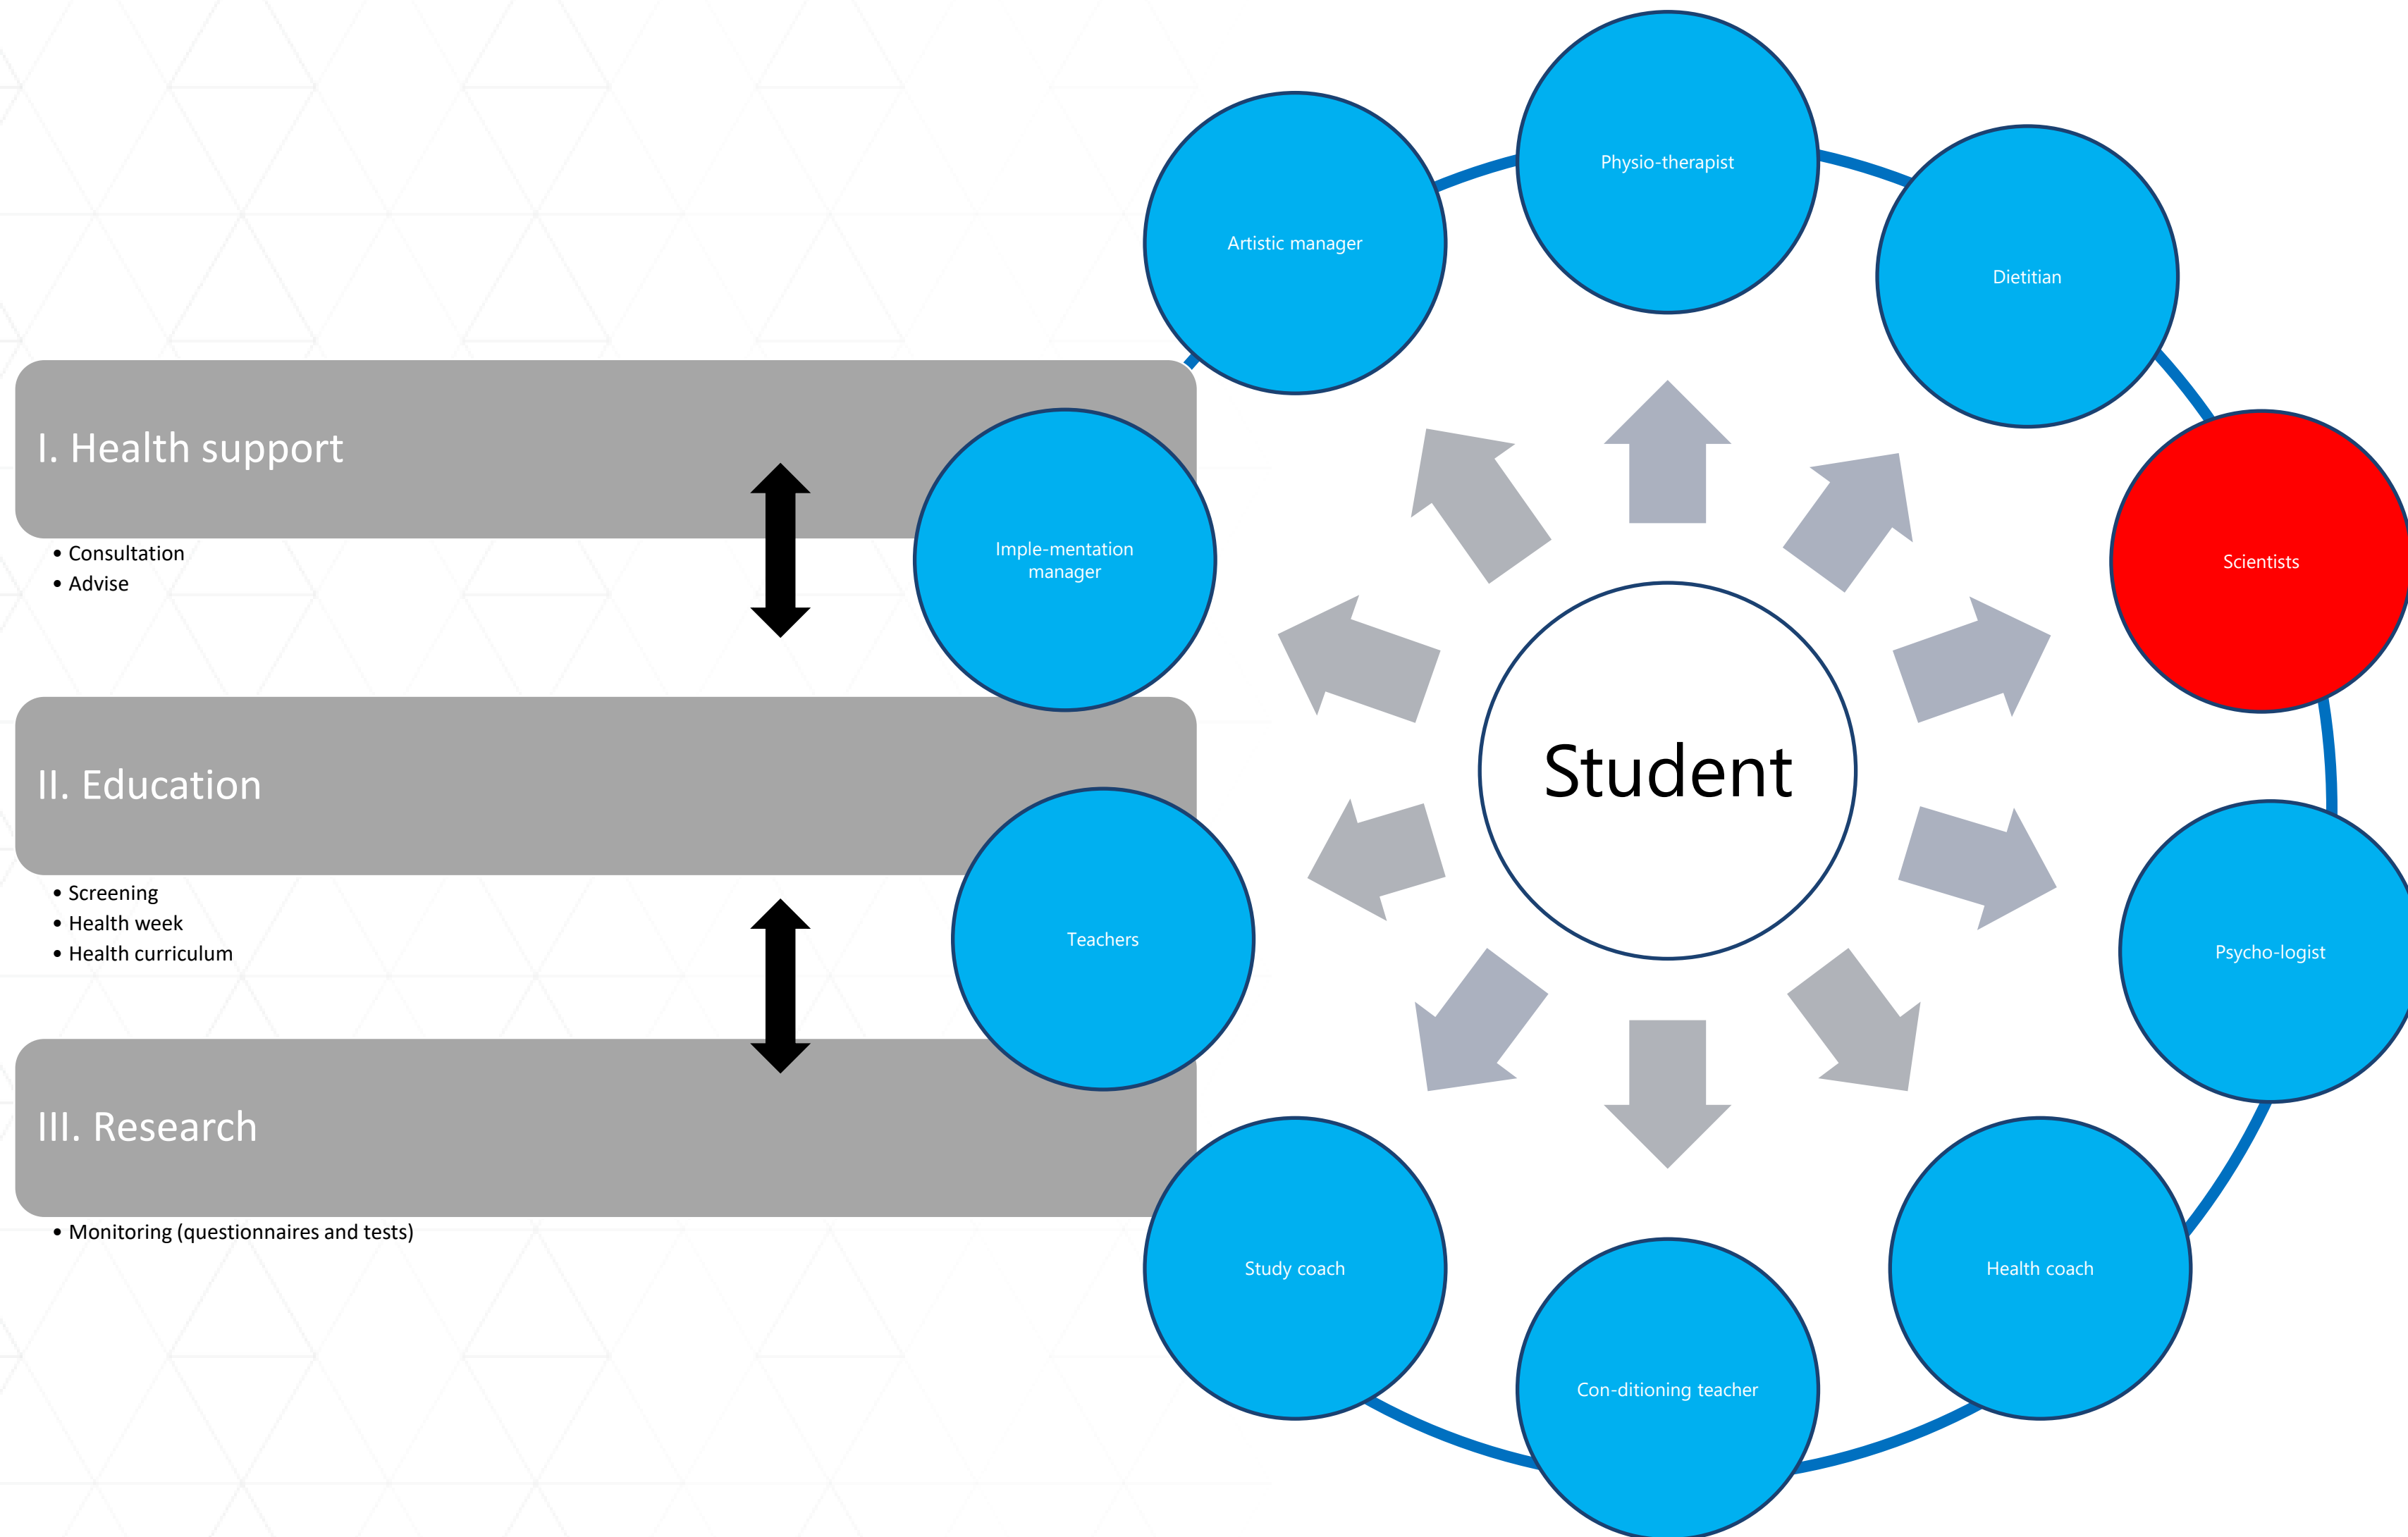 I. Health support
• Consultation
• Advise
II. Education
• Screening
• Health week
• Health curriculum
III. Research
• Monitoring (questionnaires and tests)
Student
Physio-therapist
Dietitian
Scientists
Psycho-logist
Health coach
Con-ditioning teacher
Study coach
Teachers
Imple-mentation
manager
Artistic manager